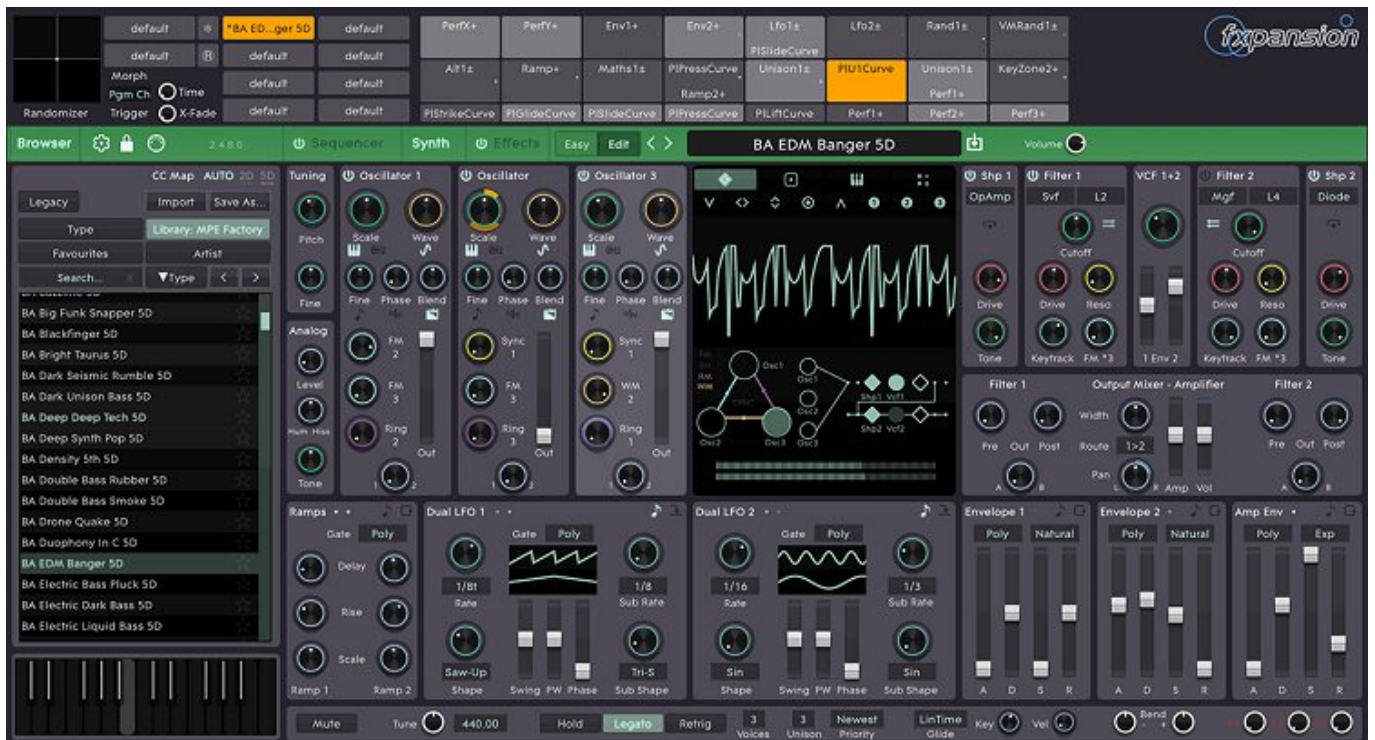 default
*BA ED...ger 5D
default
PerfX+
PerfY+
Env1+
Env2+
Lfo1±
Lfo2±
Rand1±
VMRand1±
fxpansion
default
default
default
PlSlideCurve
Morph
Pgm Ch
Time
default
default
Alt1±
Ramp+
Maths1±
PlPressCurve
Ramp2+
Unison1±
PlU1Curve
Unison1±
Perf1+
KeyZone2+
Randomizer
Trigger
X-Fade
default
default
PlStrikeCurve
PlGlideCurve
PlSlideCurve
PlPressCurve
PlLiftCurve
Perf1+
Perf2+
Perf3+
Browser
2.4.8.0
Sequencer
Synth
Effects
Easy
Edit
BA EDM Banger 5D
Volume
CC Map AUTO 2D 5D
Legacy
Import
Save As...
Type
Library: MPE Factory
Favourites
Artist
Search...
▼Type
<
>
BA Big Funk Snapper 5D
BA Blackfinger 5D
BA Bright Taurus 5D
BA Dark Seismic Rumble 5D
BA Dark Unison Bass 5D
BA Deep Deep Tech 5D
BA Deep Synth Pop 5D
BA Density 5th 5D
BA Double Bass Rubber 5D
BA Double Bass Smoke 5D
BA Drone Quake 5D
BA Duophony In C 5D
BA EDM Banger 5D
BA Electric Bass Pluck 5D
BA Electric Dark Bass 5D
BA Electric Liquid Bass 5D
Tuning
Pitch
Fine
Analog
Level
Hum Hiss
Tone
Oscillator 1
Scale
Wave
Fine
Phase
Blend
FM
2
FM
3
Ring
2
Out
1
2
Oscillator
Scale
Wave
Fine
Phase
Blend
Sync
1
FM
3
Ring
3
Out
1
2
Oscillator 3
Scale
Wave
Fine
Phase
Blend
Sync
1
WM
2
Ring
1
Out
1
2
RM
WM
SYNC
Osc1
Osc2
Osc3
Osc1
Osc2
Osc3
Shp1 Vcf1
Shp2 Vcf2
Shp 1
OpAmp
Drive
Tone
Filter 1
Svf
L2
Cutoff
Drive
Reso
Keytrack
FM *3
VCF 1+2
1 Env 2
Filter 2
Mgf
L4
Cutoff
Drive
Reso
Keytrack
FM *3
Shp 2
Diode
Drive
Tone
Filter 1
Output Mixer - Amplifier
Filter 2
Pre
Out
Post
Width
Route
1>2
Pan
L
R
Amp
Vol
Pre
Out
Post
A
B
A
B
Ramps
Gate
Poly
Delay
Rise
Scale
Ramp 1
Ramp 2
Dual LFO 1
Gate
Poly
1/8t
Rate
1/8
Sub Rate
Saw-Up
Shape
Swing
PW
Phase
Tri-S
Sub Shape
Dual LFO 2
Gate
Poly
1/16
Rate
1/3
Sub Rate
Sin
Shape
Swing
PW
Phase
Sin
Sub Shape
Envelope 1
Poly
Natural
A
D
S
R
Envelope 2
Poly
Natural
A
D
S
R
Amp Env
Poly
Exp
A
D
S
R
Mute
Tune
440.00
Hold
Legato
Retrig
3
Voices
3
Unison
Newest
Priority
LinTime
Glide
Key
Vel
Bend
- +